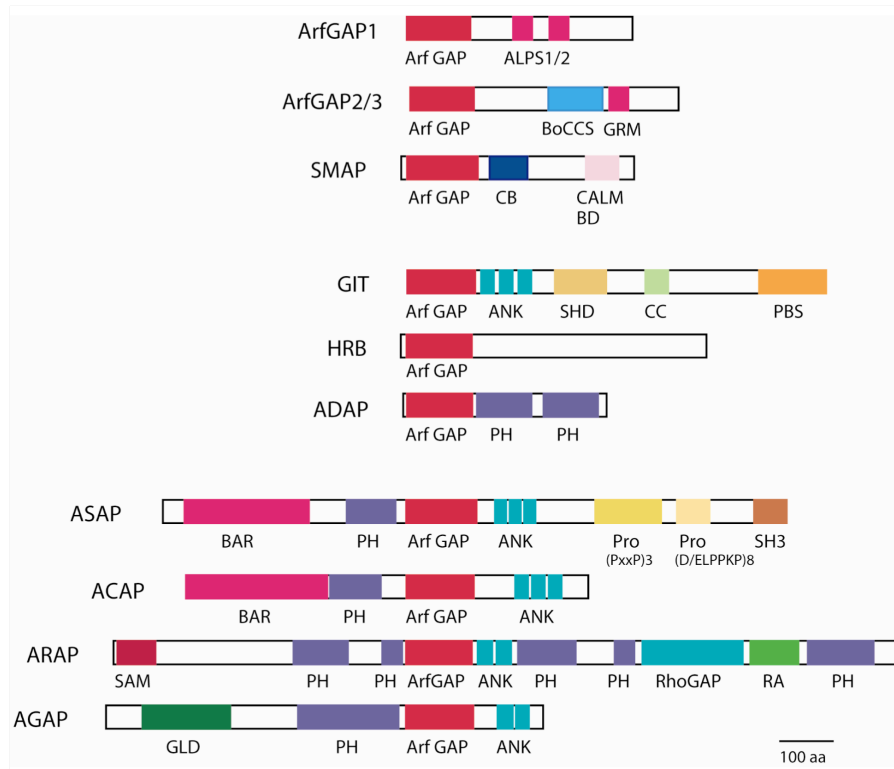 ArfGAP1
Arf GAP ALPS1/2
ArfGAP2/3
Arf GAP BoCCS GRM
SMAP
Arf GAP CB CALM
BD
GIT
Arf GAP ANK SHD CC PBS
HRB
Arf GAP
ADAP
Arf GAP PH PH
ASAP
BAR PH Arf GAP ANK Pro Pro SH3
(PxxP)3 (D/ELPPKP)8
ACAP
BAR PH Arf GAP ANK
ARAP
SAM PH PH ArfGAP ANK PH PH RhoGAP RA PH
AGAP
GLD PH Arf GAP ANK
100 aa